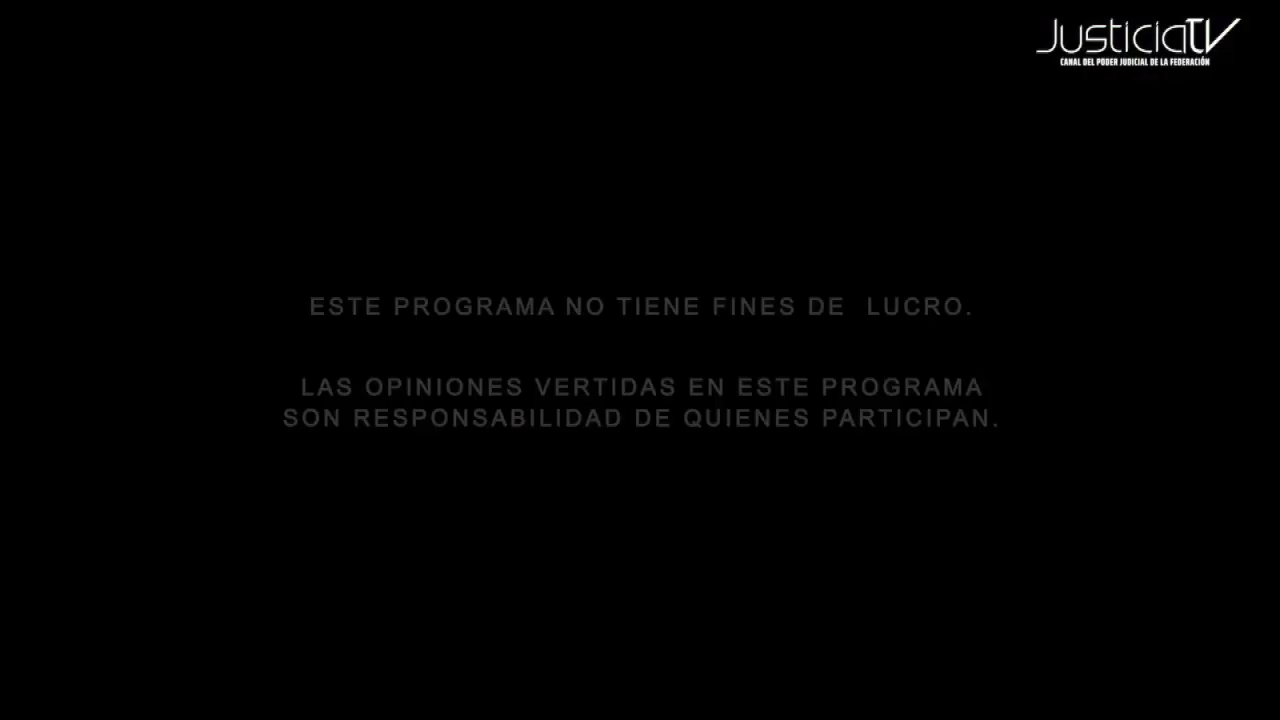 JusticiaTV
CANAL DEL PODER JUDICIAL DE LA FEDERACIÓN
ESTE PROGRAMA NO TIENE FINES DE LUCRO.
LAS OPINIONES VERTIDAS EN ESTE PROGRAMA
SON RESPONSABILIDAD DE QUIENES PARTICIPAN.